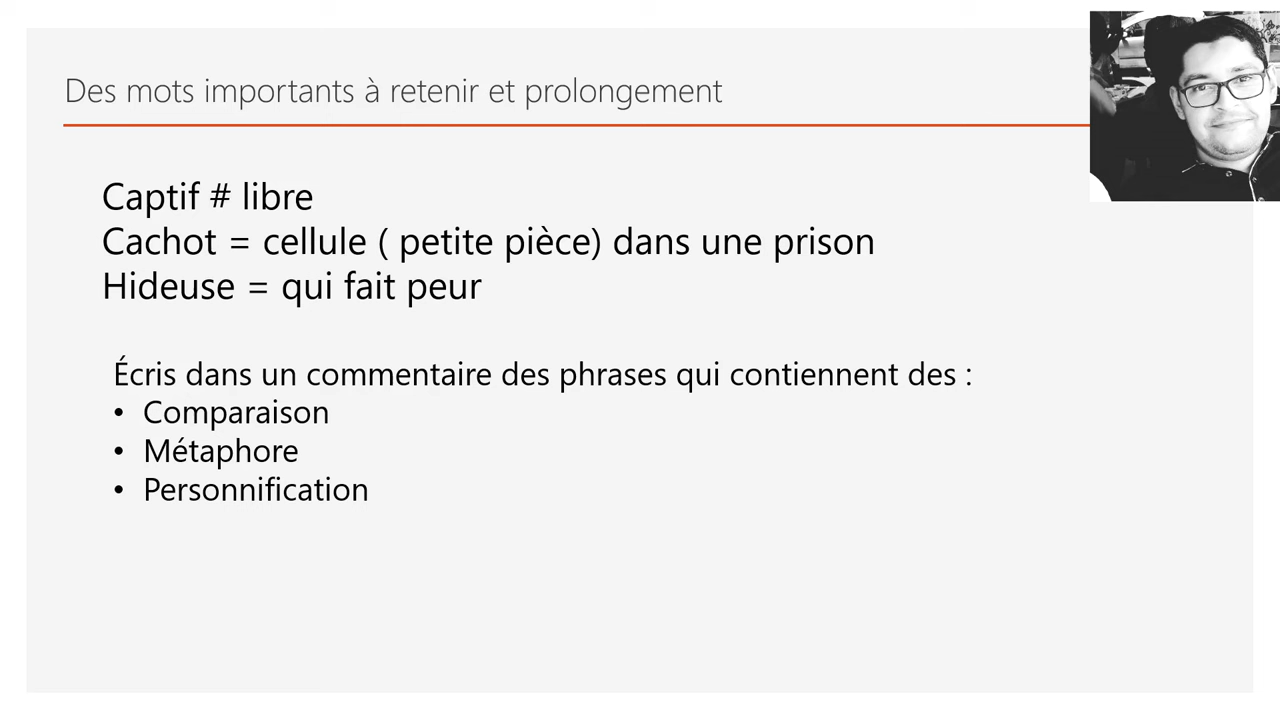 Des mots importants à retenir et prolongement
Captif # libre
Cachot = cellule ( petite pièce) dans une prison
Hideuse = qui fait peur
Écris dans un commentaire des phrases qui contiennent des :
• Comparaison
• Métaphore
• Personnification